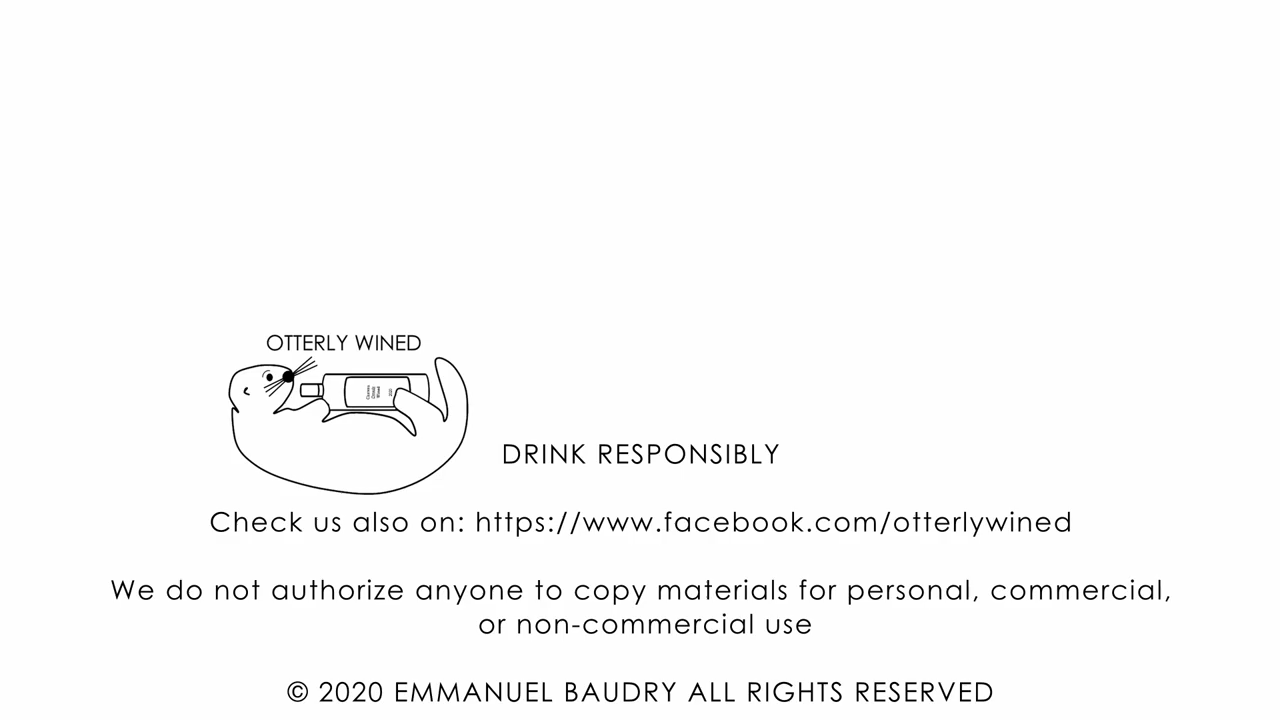 OTTERLY WINED
DRINK RESPONSIBLY
Check us also on: https://www.facebook.com/otterlywined
We do not authorize anyone to copy materials for personal, commercial,
or non-commercial use
© 2020 EMMANUEL BAUDRY ALL RIGHTS RESERVED